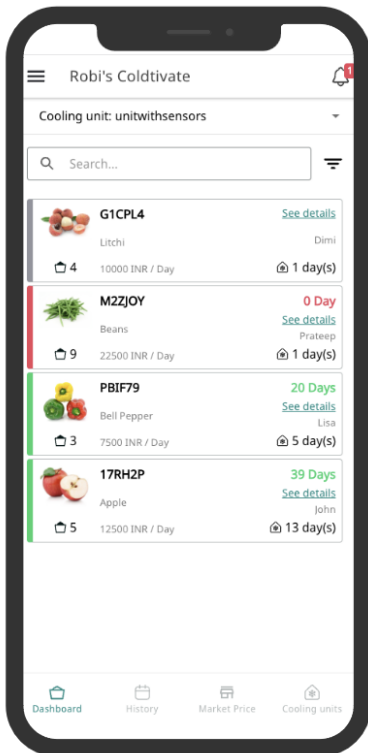 Robi's Coldtivate
1
Cooling unit: unitwithsensors
Search...
G1CPL4
See details
Litchi
Dimi
4
10000 INR / Day
1 day(s)
M2ZJOY
0 Day
See details
Beans
Prateep
9
22500 INR / Day
1 day(s)
PBIF79
20 Days
See details
Bell Pepper
Lisa
3
7500 INR / Day
5 day(s)
17RH2P
39 Days
See details
Apple
John
5
12500 INR / Day
13 day(s)
Dashboard
History
Market Price
Cooling units